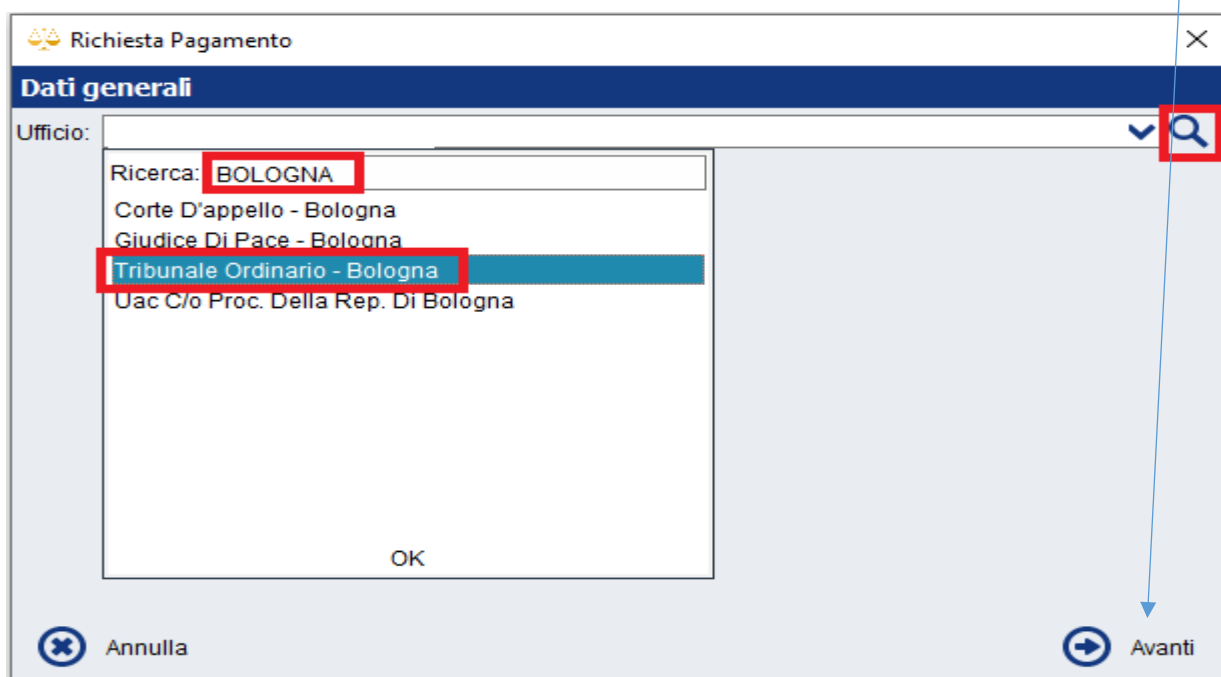 Richiesta Pagamento
Dati generali
Ufficio:
Ricerca: BOLOGNA
Corte D'appello - Bologna
Giudice Di Pace - Bologna
Tribunale Ordinario - Bologna
Uac C/o Proc. Della Rep. Di Bologna
OK
Annulla
Avanti